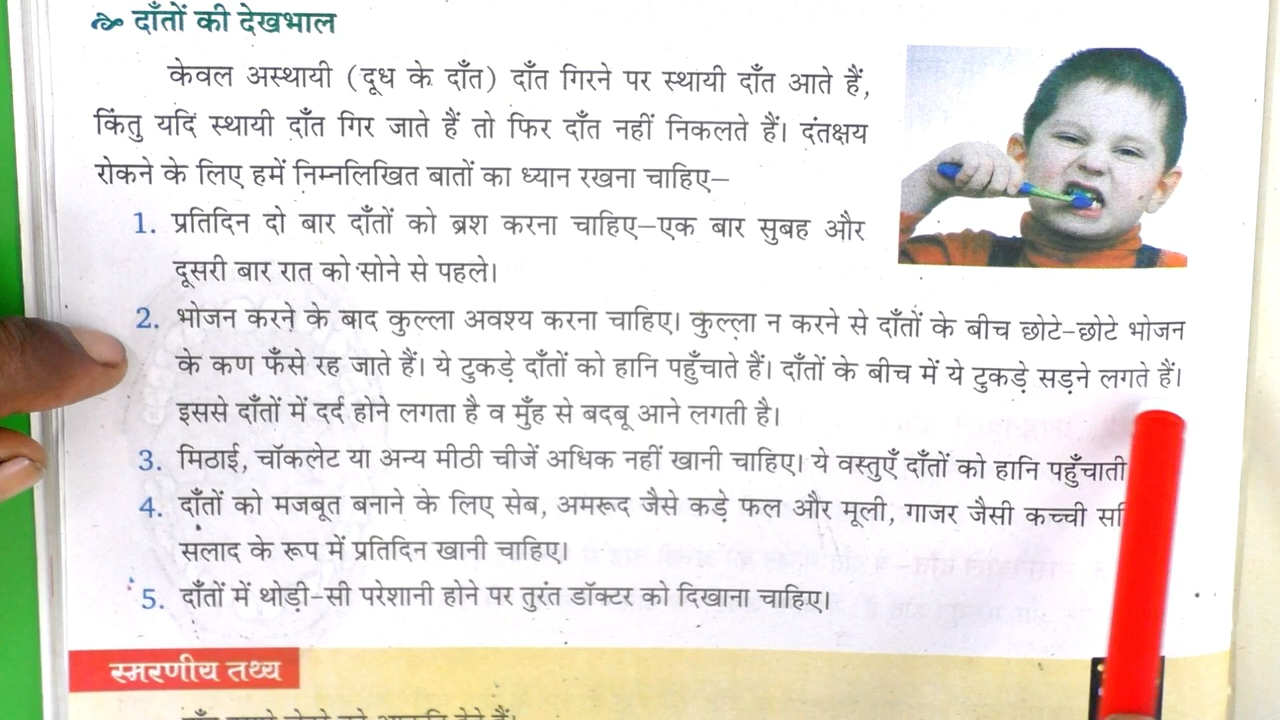 दाँतों की देखभाल
केवल अस्थायी (दूध के दाँत) दाँत गिरने पर स्थायी दाँत आते हैं,
किंतु यदि स्थायी दाँत गिर जाते हैं तो फिर दाँत नहीं निकलते हैं। दंतक्षय
रोकने के लिए हमें निम्नलिखित बातों का ध्यान रखना चाहिए–
1. प्रतिदिन दो बार दाँतों को ब्रश करना चाहिए–एक बार सुबह और
दूसरी बार रात को सोने से पहले।
2. भोजन करने के बाद कुल्ला अवश्य करना चाहिए। कुल्ला न करने से दाँतों के बीच छोटे-छोटे भोजन
के कण फँसे रह जाते हैं। ये टुकड़े दाँतों को हानि पहुँचाते हैं। दाँतों के बीच में ये टुकड़े सड़ने लगते हैं।
इससे दाँतों में दर्द होने लगता है व मुँह से बदबू आने लगती है।
3. मिठाई, चॉकलेट या अन्य मीठी चीजें अधिक नहीं खानी चाहिए। ये वस्तुएँ दाँतों को हानि पहुँचाती
4. दाँतों को मजबूत बनाने के लिए सेब, अमरूद जैसे कड़े फल और मूली, गाजर जैसी कच्ची
सलाद के रूप में प्रतिदिन खानी चाहिए।
5. दाँतों में थोड़ी-सी परेशानी होने पर तुरंत डॉक्टर को दिखाना चाहिए।
स्मरणीय तथ्य